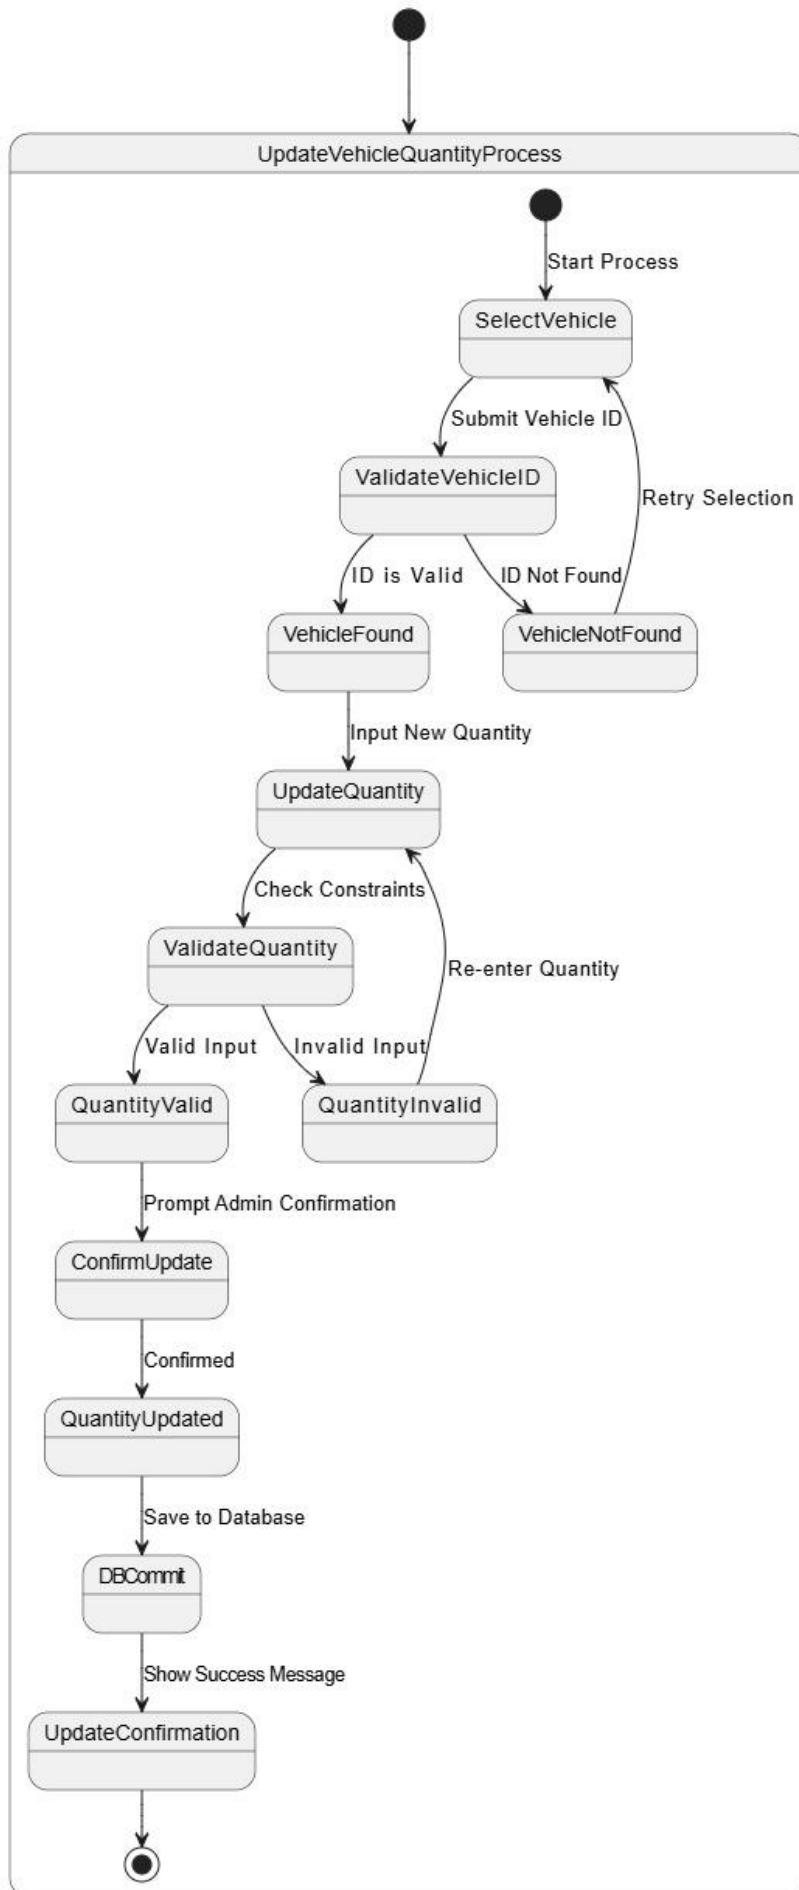 UpdateVehicleQuantityProcess
Start Process
SelectVehicle
Submit Vehicle ID
ValidateVehicleID
Retry Selection
ID is Valid
ID Not Found
VehicleFound
VehicleNotFound
Input New Quantity
UpdateQuantity
Check Constraints
ValidateQuantity
Re-enter Quantity
Valid Input
Invalid Input
QuantityValid
QuantityInvalid
Prompt Admin Confirmation
ConfirmUpdate
Confirmed
QuantityUpdated
Save to Database
DBCommit
Show Success Message
UpdateConfirmation